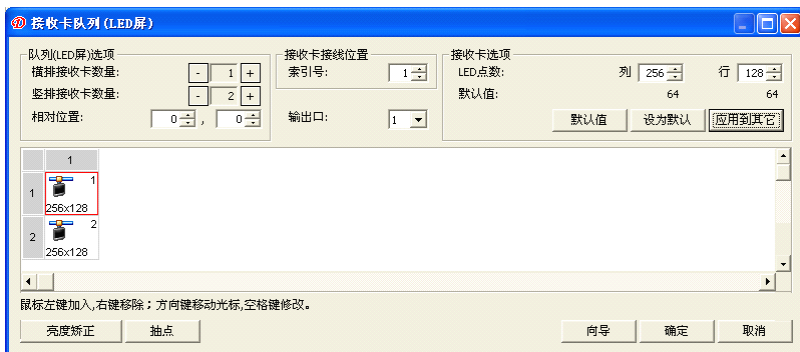 接收卡队列(LED屏)
队列(LED屏)选项
横排接收卡数量: - 1 +
竖排接收卡数量: - 2 +
相对位置: 0 , 0
接收卡接线位置
索引号: 1
输出口: 1
接收卡选项
LED点数: 列 256 行 128
默认值: 64 64
默认值 设为默认 应用到其它
1
1 1
256x128
2 2
256x128
鼠标左键加入,右键移除；方向键移动光标,空格键修改。
亮度矫正 抽点 向导 确定 取消